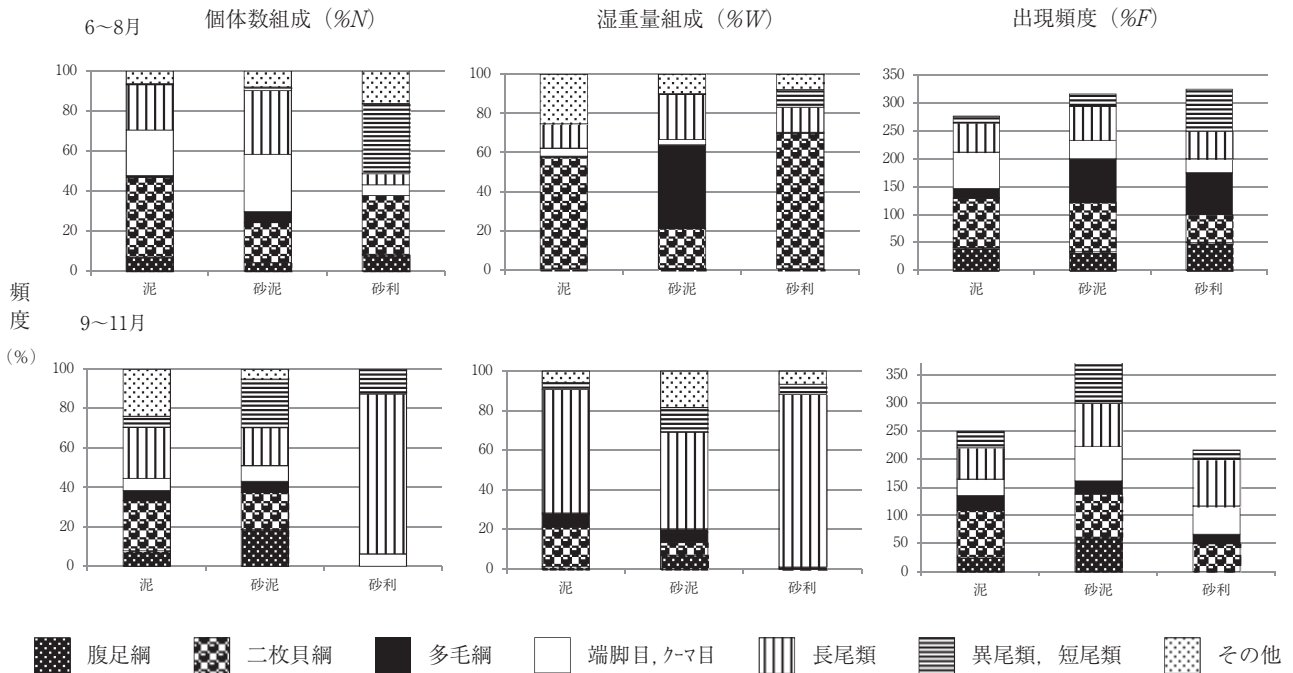 個体数組成（%N）
湿重量組成（%W）
出現頻度（%F）
6～8月
100
80
60
40
20
0
泥
砂泥
砂利
100
80
60
40
20
0
泥
砂泥
砂利
350
300
250
200
150
100
50
0
泥
砂泥
砂利
頻
度
(%)
9～11月
100
80
60
40
20
0
泥
砂泥
砂利
100
80
60
40
20
0
泥
砂泥
砂利
350
300
250
200
150
100
50
0
泥
砂泥
砂利
腹足綱 二枚貝綱 多毛綱 端脚目, ｸｰﾏ目 長尾類 異尾類, 短尾類 その他